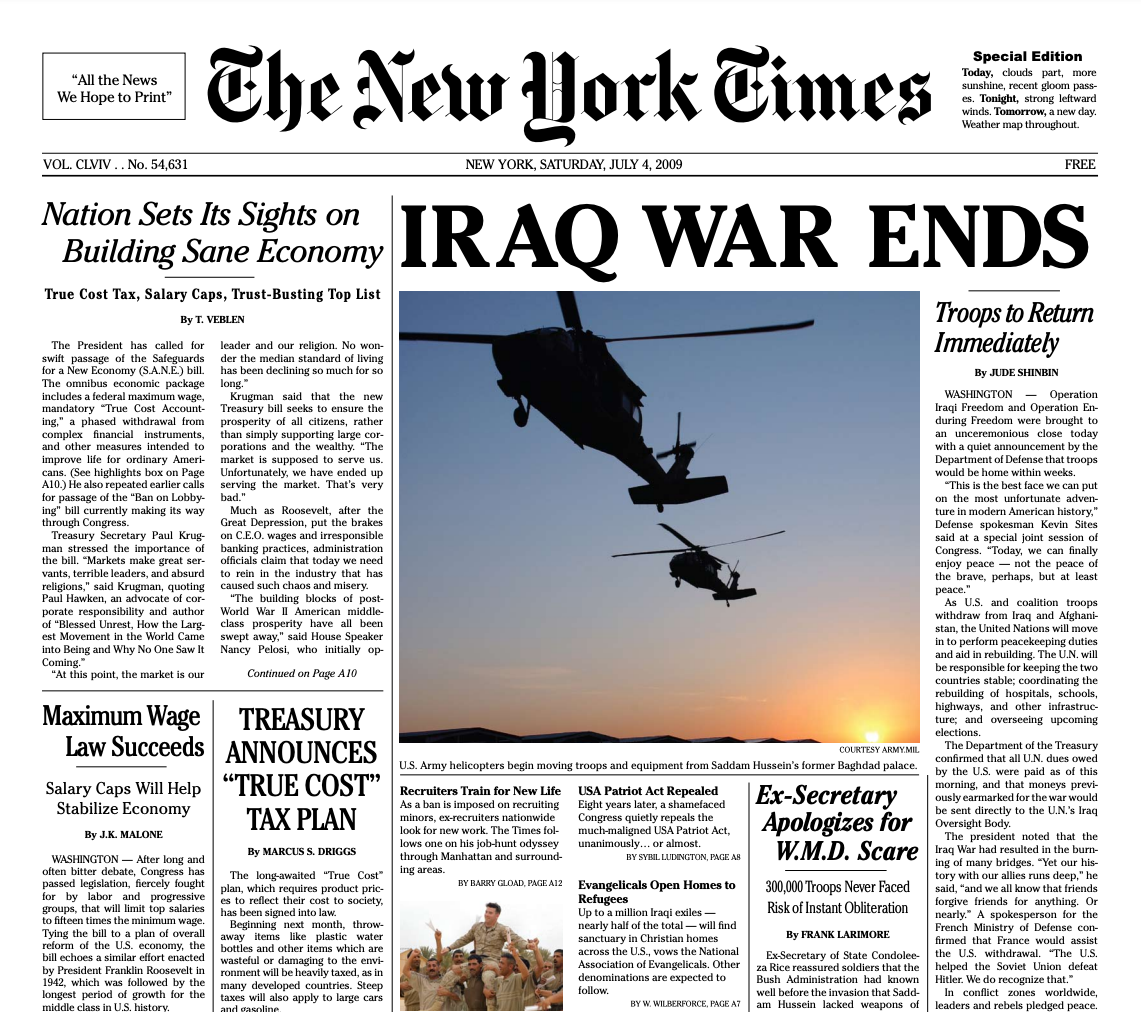 “All the News
We Hope to Print”
The New York Times
Special Edition
Today, clouds part, more
sunshine, recent gloom pass-
es. Tonight, strong leftward
winds. Tomorrow, a new day.
Weather map throughout.
VOL. CLVIV . . No. 54,631
NEW YORK, SATURDAY, JULY 4, 2009
FREE
Nation Sets Its Sights on
Building Sane Economy
True Cost Tax, Salary Caps, Trust-Busting Top List
By T. VEBLEN
The President has called for
swift passage of the Safeguards
for a New Economy (S.A.N.E.) bill.
The omnibus economic package
includes a federal maximum wage,
mandatory “True Cost Account-
ing,” a phased withdrawal from
complex financial instruments,
and other measures intended to
improve life for ordinary Ameri-
cans. (See highlights box on Page
A10.) He also repeated earlier calls
for passage of the “Ban on Lobby-
ing” bill currently making its way
through Congress.
Treasury Secretary Paul Krug-
man stressed the importance of
the bill. “Markets make great ser-
vants, terrible leaders, and absurd
religions,” said Krugman, quoting
Paul Hawken, an advocate of cor-
porate responsibility and author
of “Blessed Unrest, How the Larg-
est Movement in the World Came
into Being and Why No One Saw It
Coming.”
“At this point, the market is our
leader and our religion. No won-
der the median standard of living
has been declining so much for so
long.”
Krugman said that the new
Treasury bill seeks to ensure the
prosperity of all citizens, rather
than simply supporting large cor-
porations and the wealthy. “The
market is supposed to serve us.
Unfortunately, we have ended up
serving the market. That’s very
bad.”
Much as Roosevelt, after the
Great Depression, put the brakes
on C.E.O. wages and irresponsible
banking practices, administration
officials claim that today we need
to rein in the industry that has
caused such chaos and misery.
“The building blocks of post-
World War II American middle-
class prosperity have all been
swept away,” said House Speaker
Nancy Pelosi, who initially op-
Continued on Page A10
IRAQ WAR ENDS
COURTESY ARMY.MIL
U.S. Army helicopters begin moving troops and equipment from Saddam Hussein’s former Baghdad palace.
Troops to Return
Immediately
By JUDE SHINBIN
WASHINGTON — Operation
Iraqi Freedom and Operation En-
during Freedom were brought to
an unceremonious close today
with a quiet announcement by the
Department of Defense that troops
would be home within weeks.
“This is the best face we can put
on the most unfortunate adven-
ture in modern American history,”
Defense spokesman Kevin Sites
said at a special joint session of
Congress. “Today, we can finally
enjoy peace — not the peace of
the brave, perhaps, but at least
peace.”
As U.S. and coalition troops
withdraw from Iraq and Afghani-
stan, the United Nations will move
in to perform peacekeeping duties
and aid in rebuilding. The U.N. will
be responsible for keeping the two
countries stable; coordinating the
rebuilding of hospitals, schools,
highways, and other infrastruc-
ture; and overseeing upcoming
elections.
The Department of the Treasury
confirmed that all U.N. dues owed
by the U.S. were paid as of this
morning, and that moneys previ-
ously earmarked for the war would
be sent directly to the U.N.’s Iraq
Oversight Body.
The president noted that the
Iraq War had resulted in the burn-
ing of many bridges. “Yet our his-
tory with our allies runs deep,” he
said, “and we all know that friends
forgive friends for anything. Or
nearly.” A spokesperson for the
French Ministry of Defense con-
firmed that France would assist
the U.S. withdrawal. “The U.S.
helped the Soviet Union defeat
Hitler. We do recognize that.”
In conflict zones worldwide,
leaders and rebels pledged peace.
Maximum Wage
Law Succeeds
Salary Caps Will Help
Stabilize Economy
By J.K. MALONE
WASHINGTON — After long and
often bitter debate, Congress has
passed legislation, fiercely fought
for by labor and progressive
groups, that will limit top salaries
to fifteen times the minimum wage.
Tying the bill to a plan of overall
reform of the U.S. economy, the
bill echoes a similar effort enacted
by President Franklin Roosevelt in
1942, which was followed by the
longest period of growth for the
middle class in U.S. history.
TREASURY
ANNOUNCES
“TRUE COST”
TAX PLAN
By MARCUS S. DRIGGS
The long-awaited “True Cost”
plan, which requires product pric-
es to reflect their cost to society,
has been signed into law.
Beginning next month, throw-
away items like plastic water
bottles and other items which are
wasteful or damaging to the envi-
ronment will be heavily taxed, as in
many developed countries. Steep
taxes will also apply to large cars
and gasoline.
Recruiters Train for New Life
As a ban is imposed on recruiting
minors, ex-recruiters nationwide
look for new work. The Times fol-
lows one on his job-hunt odyssey
through Manhattan and surround-
ing areas.
BY BARRY GLOAD, PAGE A12
USA Patriot Act Repealed
Eight years later, a shamefaced
Congress quietly repeals the
much-maligned USA Patriot Act,
unanimously… or almost.
BY SYBIL LUDINGTON, PAGE A8
Evangelicals Open Homes to
Refugees
Up to a million Iraqi exiles —
nearly half of the total — will find
sanctuary in Christian homes
across the U.S., vows the National
Association of Evangelicals. Other
denominations are expected to
follow.
BY W. WILBERFORCE, PAGE A7
Ex-Secretary
Apologizes for
W.M.D. Scare
300,000 Troops Never Faced
Risk of Instant Obliteration
By FRANK LARIMORE
Ex-Secretary of State Condolee-
za Rice reassured soldiers that the
Bush Administration had known
well before the invasion that Sadd-
am Hussein lacked weapons of